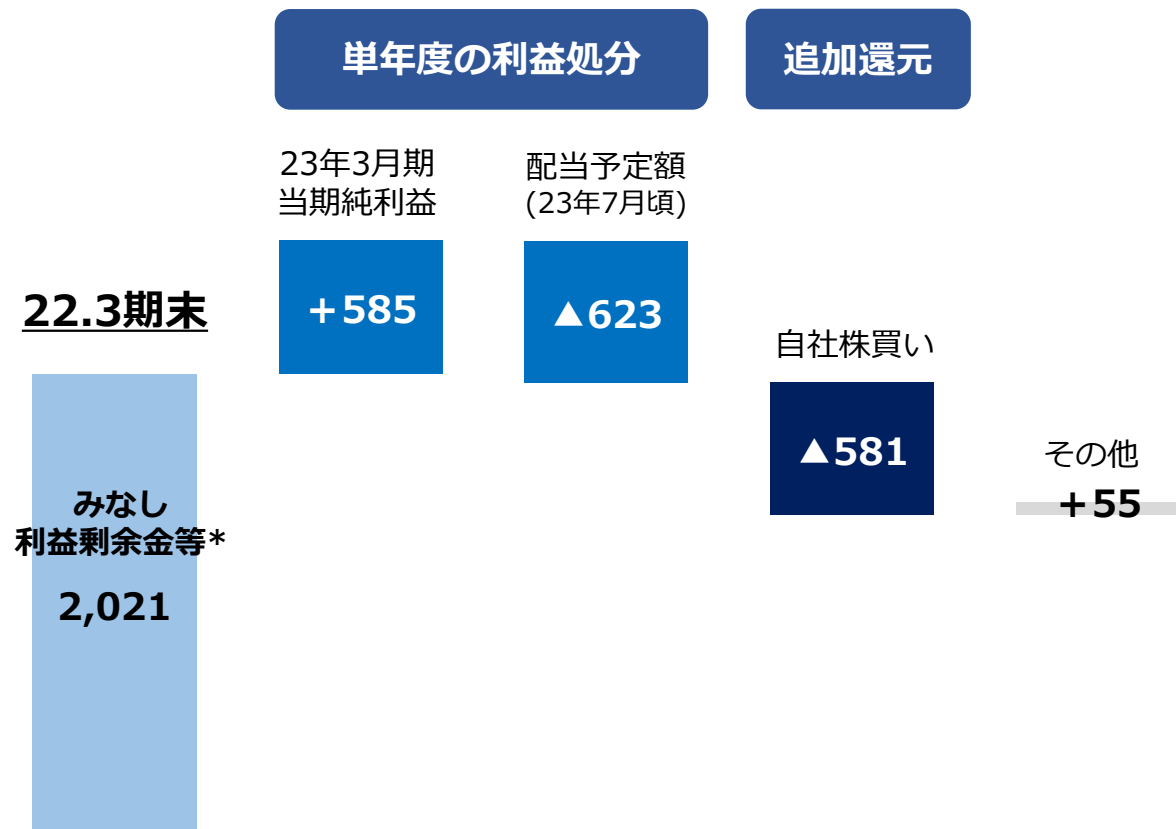 単年度の利益処分
追加還元
23年3月期
当期純利益
配当予定額
(23年7月頃)
+585
▲623
22.3期末
自社株買い
▲581
その他
+55
みなし
利益剰余金等*
2,021